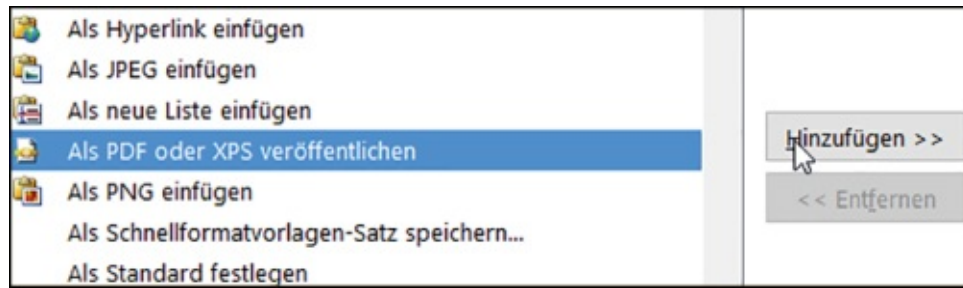 Als Hyperlink einfügen
Als JPEG einfügen
Als neue Liste einfügen
Als PDF oder XPS veröffentlichen
Als PNG einfügen
Als Schnellformatvorlagen-Satz speichern...
Als Standard festlegen
Hinzufügen >>
<< Entfernen